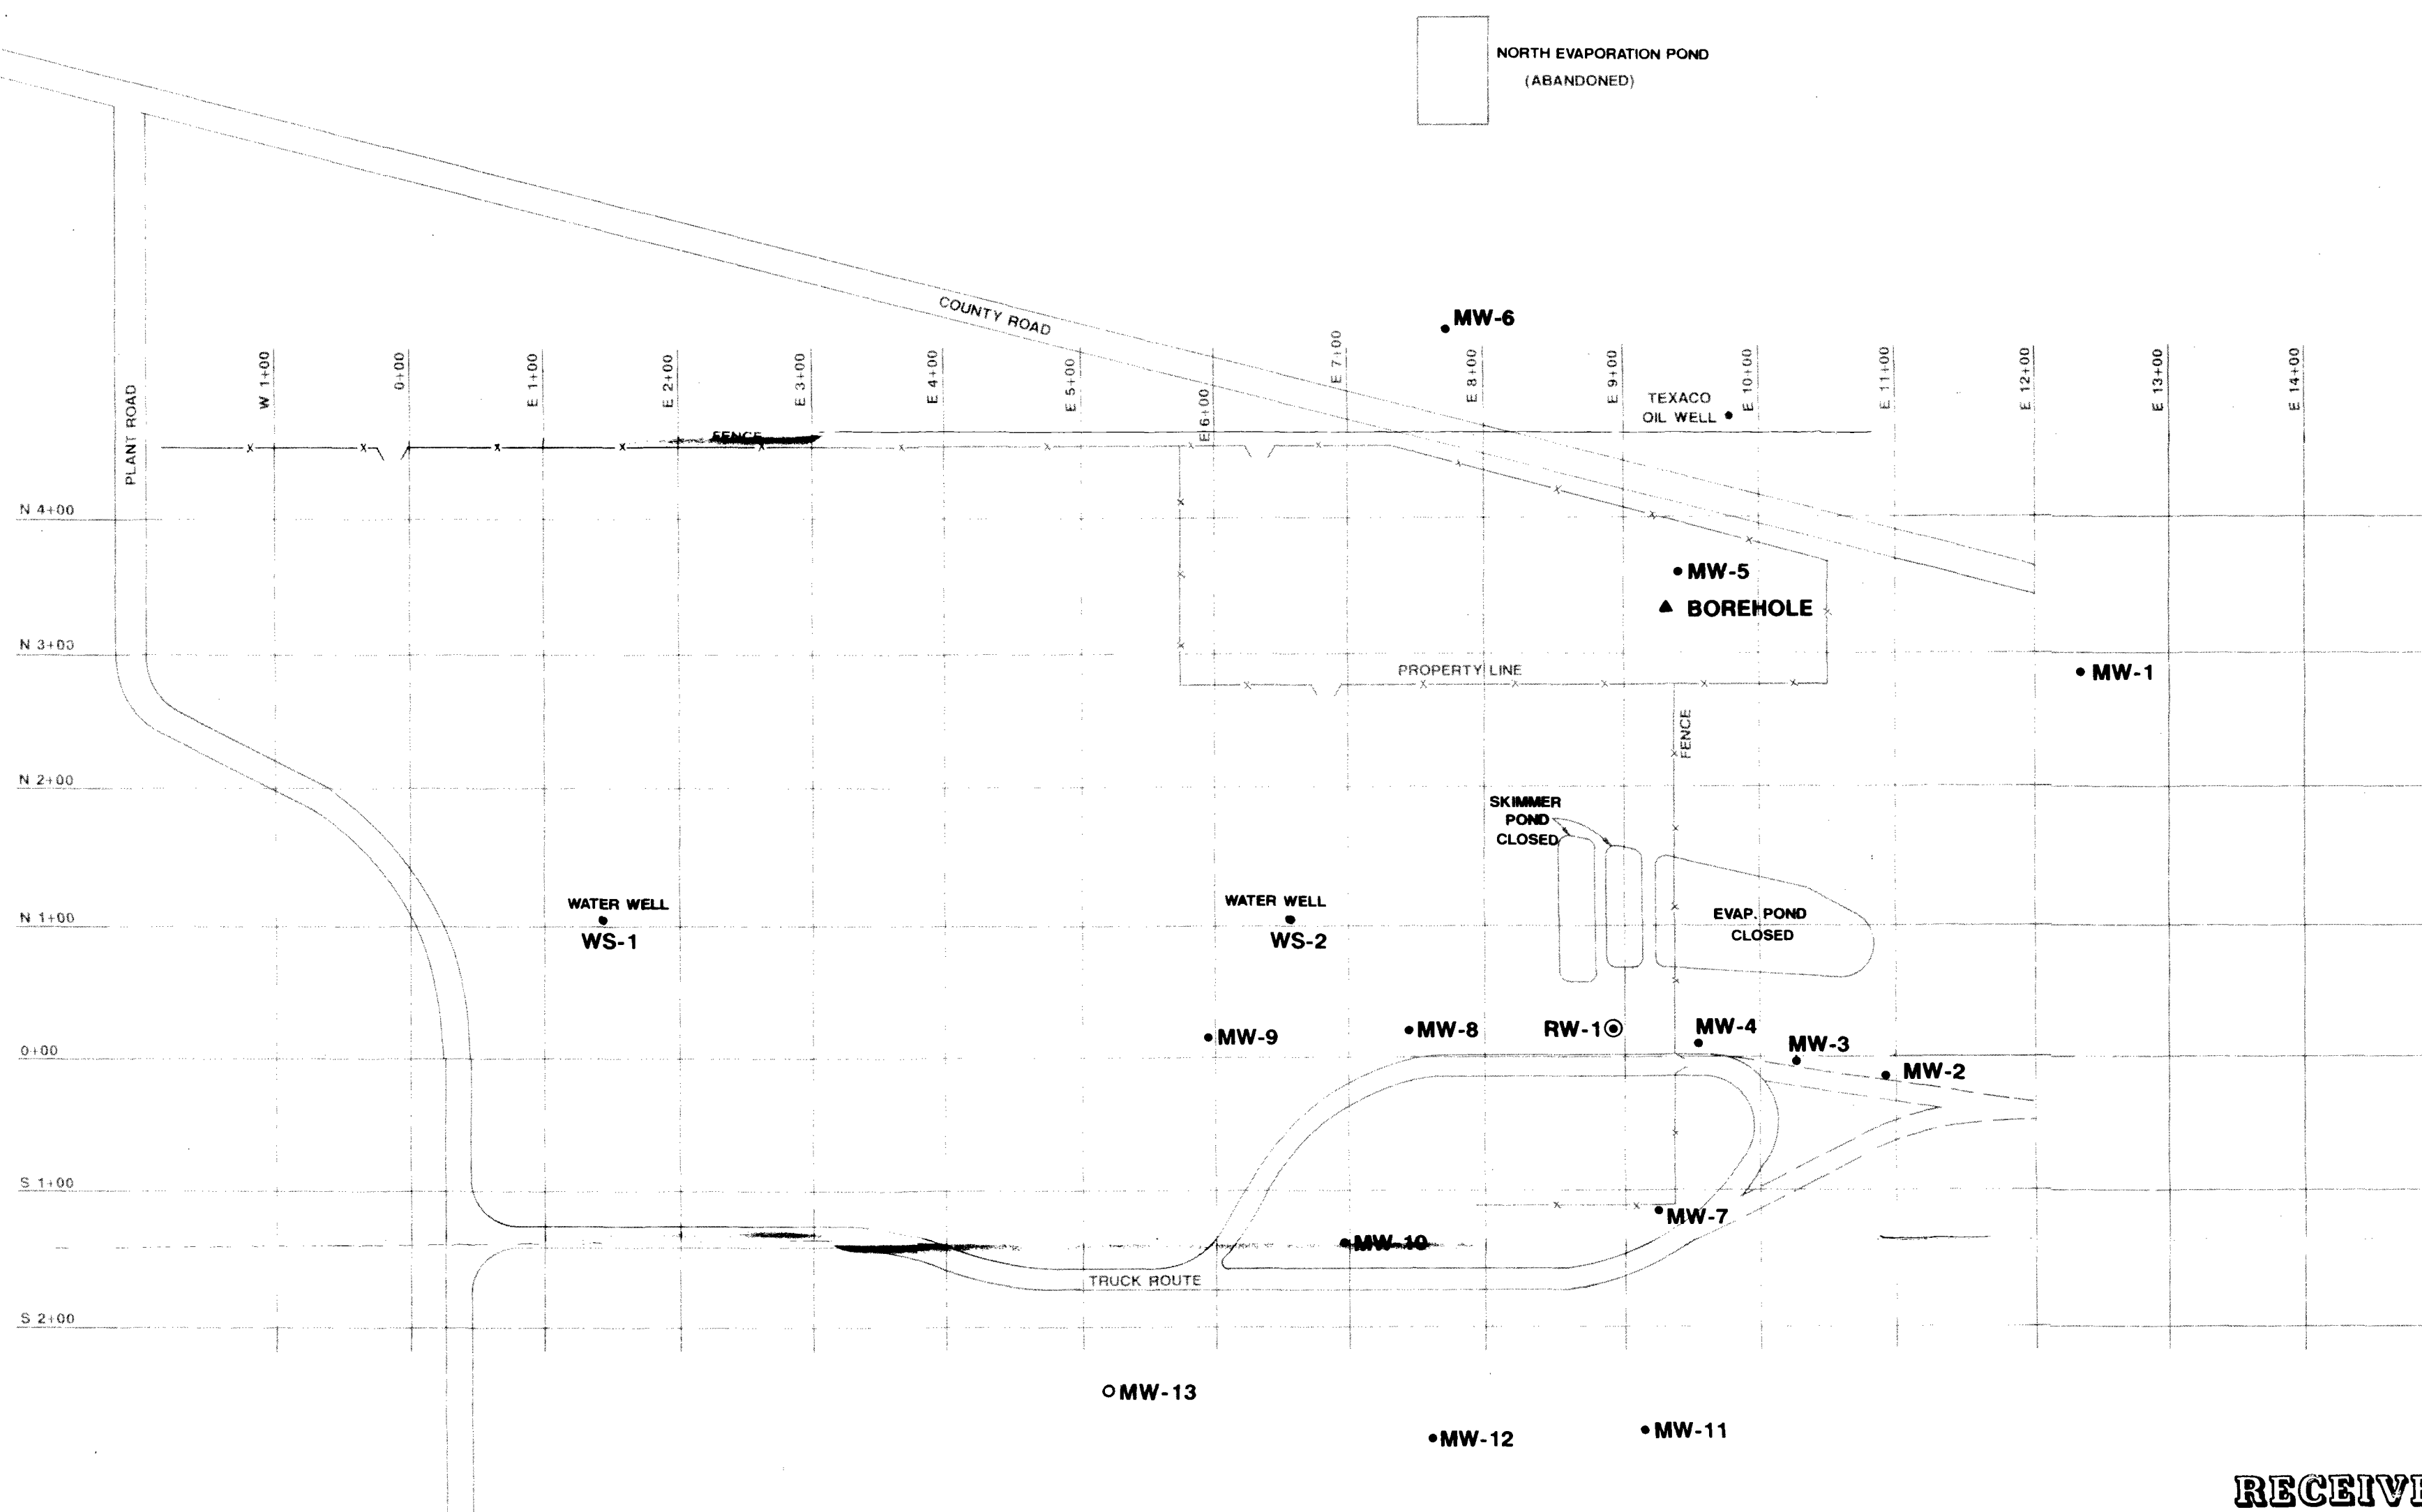 NORTH EVAPORATION POND
(ABANDONED)
COUNTY ROAD
MW-6
W 1+00
0+00
E 1+00
E 2+00
E 3+00
E 4+00
E 5+00
E 6+00
E 7+00
E 8+00
E 9+00
E 10+00
E 11+00
E 12+00
E 13+00
E 14+00
PLANT ROAD
TEXACO
OIL WELL
FENCE
N 4+00
MW-5
BOREHOLE
N 3+00
PROPERTY LINE
MW-1
FENCE
N 2+00
SKIMMER
POND
CLOSED
WATER WELL
WS-1
WATER WELL
WS-2
EVAP. POND
CLOSED
N 1+00
MW-9
MW-8
RW-1
MW-4
MW-3
MW-2
0+00
S 1+00
MW-7
MW-10
TRUCK ROUTE
S 2+00
MW-13
MW-12
MW-11